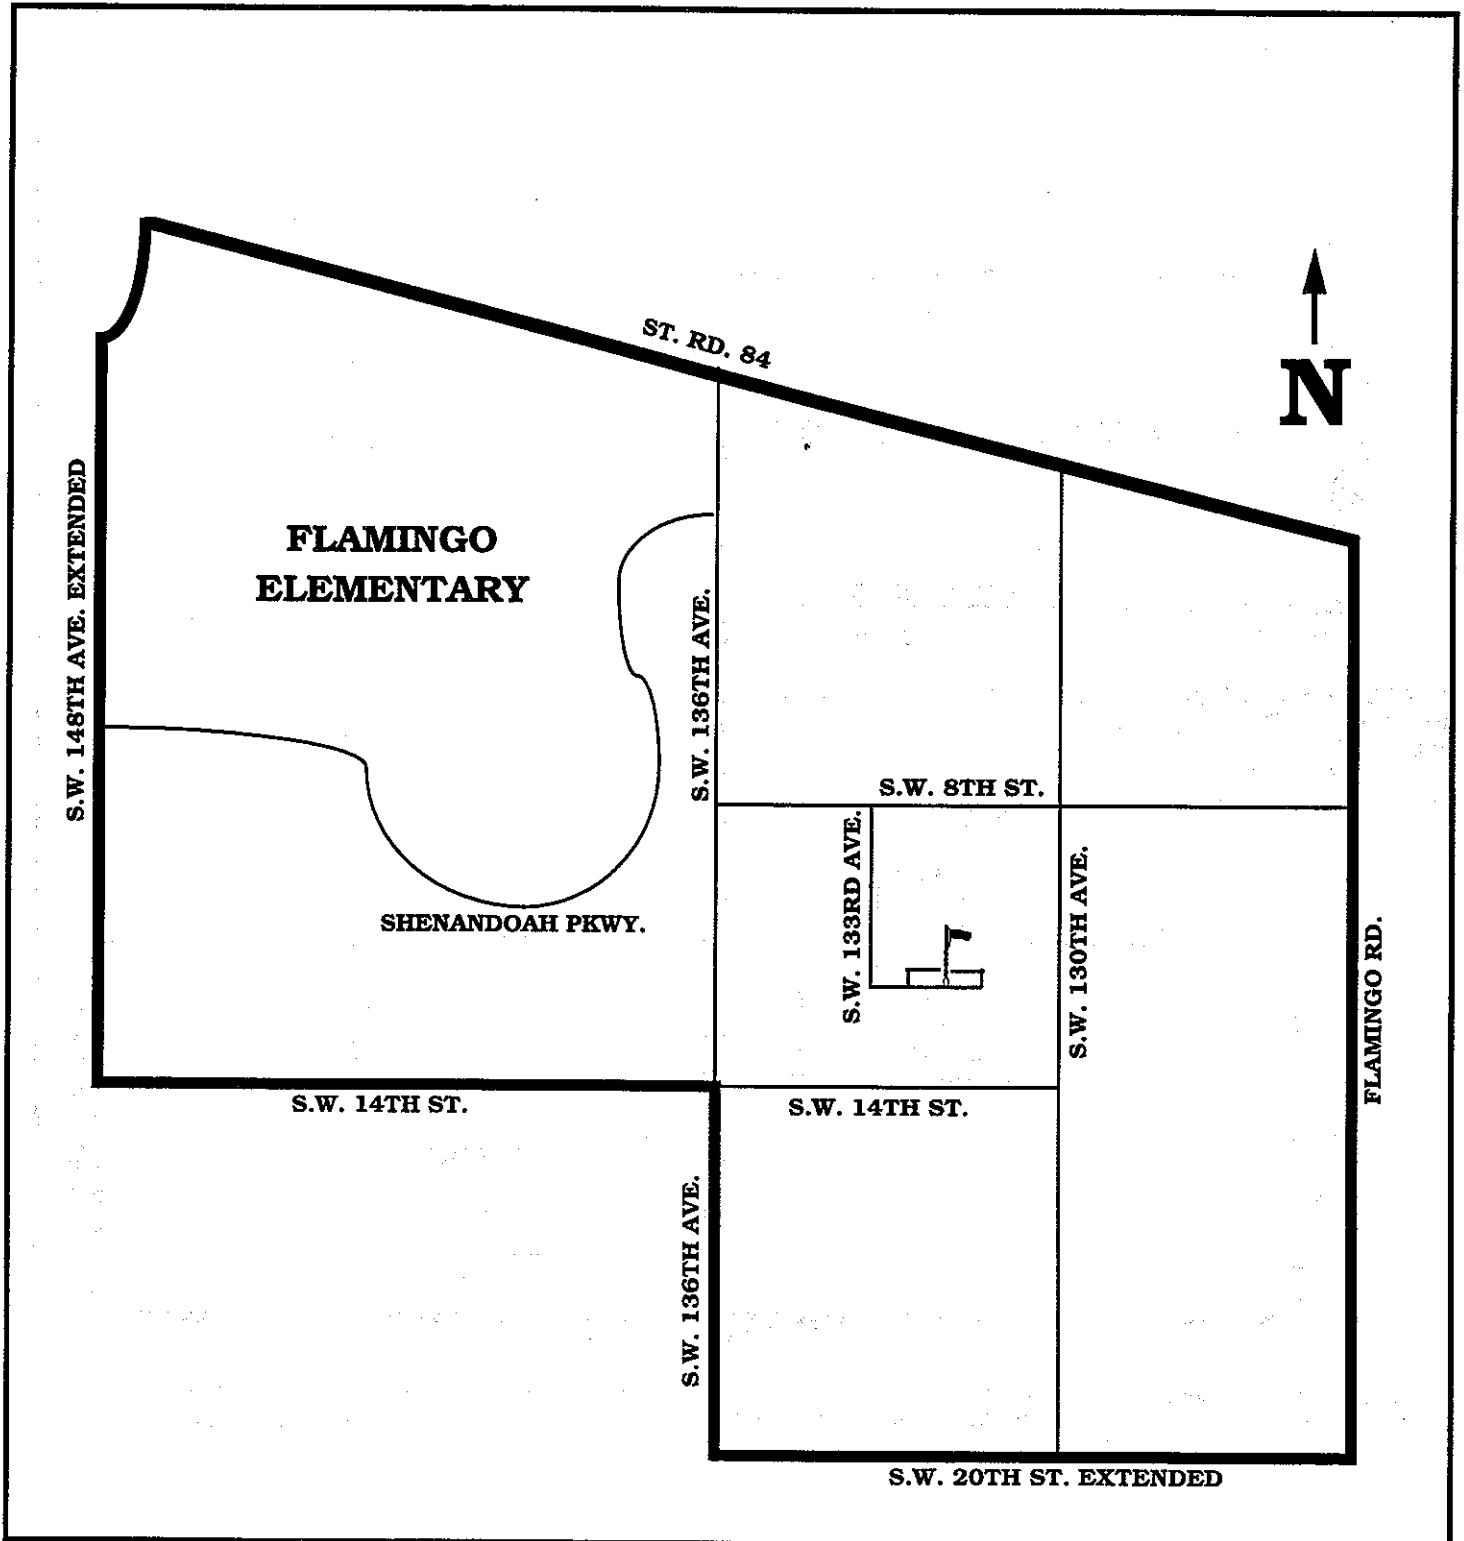 ST. RD. 84
N
S.W. 148TH AVE. EXTENDED
FLAMINGO
ELEMENTARY
S.W. 136TH AVE.
S.W. 8TH ST.
S.W. 133RD AVE.
S.W. 130TH AVE.
SHENANDOAH PKWY.
FLAMINGO RD.
S.W. 14TH ST.
S.W. 14TH ST.
S.W. 136TH AVE.
S.W. 20TH ST. EXTENDED